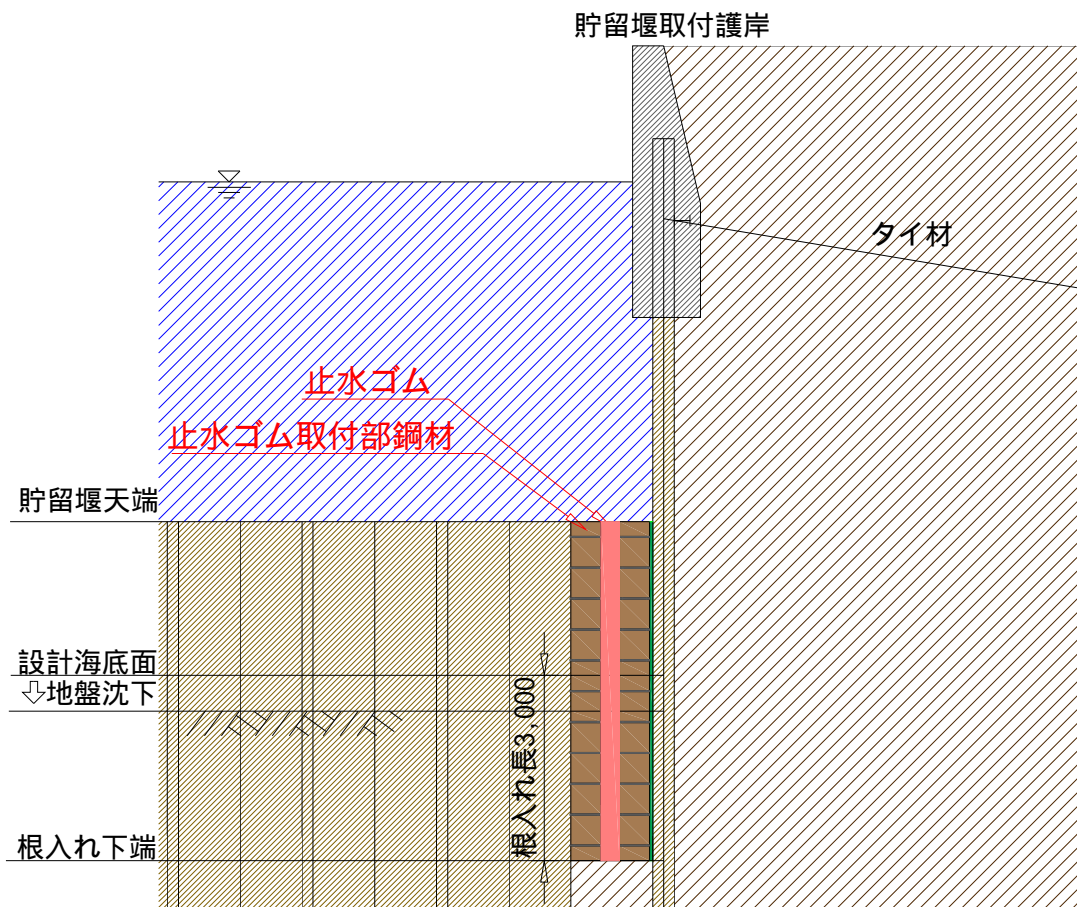 貯留堰取付護岸
タイ材
止水ゴム
止水ゴム取付部鋼材
貯留堰天端
設計海底面
⇩地盤沈下
根入れ長3,000
根入れ下端